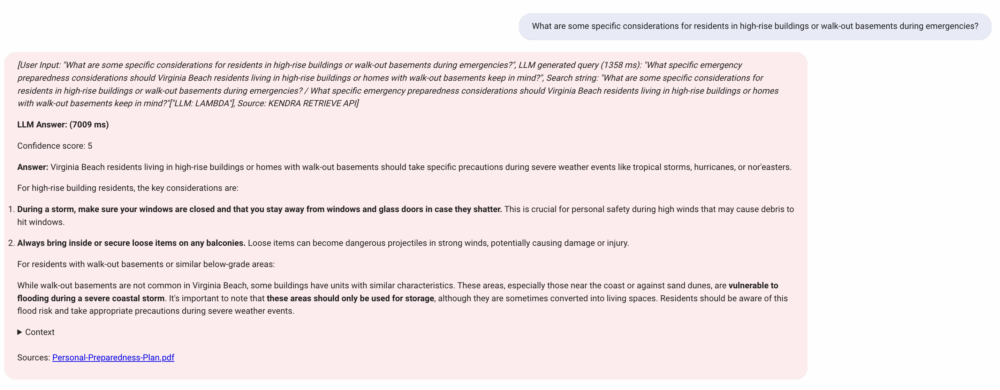 What are some specific considerations for residents in high-rise buildings or walk-out basements during emergencies?
[User Input: "What are some specific considerations for residents in high-rise buildings or walk-out basements during emergencies?", LLM generated query (1358 ms): "What specific emergency
preparedness considerations should Virginia Beach residents living in high-rise buildings or homes with walk-out basements keep in mind?", Search string: "What are some specific considerations for
residents in high-rise buildings or walk-out basements during emergencies? / What specific emergency preparedness considerations should Virginia Beach residents living in high-rise buildings or homes
with walk-out basements keep in mind?"["LLM: LAMBDA"], Source: KENDRA RETRIEVE API]
LLM Answer: (7009 ms)
Confidence score: 5
Answer: Virginia Beach residents living in high-rise buildings or homes with walk-out basements should take specific precautions during severe weather events like tropical storms, hurricanes, or nor'easters.
For high-rise building residents, the key considerations are:
1. During a storm, make sure your windows are closed and that you stay away from windows and glass doors in case they shatter. This is crucial for personal safety during high winds that may cause debris to
hit windows.
2. Always bring inside or secure loose items on any balconies. Loose items can become dangerous projectiles in strong winds, potentially causing damage or injury.
For residents with walk-out basements or similar below-grade areas:
While walk-out basements are not common in Virginia Beach, some buildings have units with similar characteristics. These areas, especially those near the coast or against sand dunes, are vulnerable to
flooding during a severe coastal storm. It's important to note that these areas should only be used for storage, although they are sometimes converted into living spaces. Residents should be aware of this
flood risk and take appropriate precautions during severe weather events.
▶ Context
Sources: Personal-Preparedness-Plan.pdf